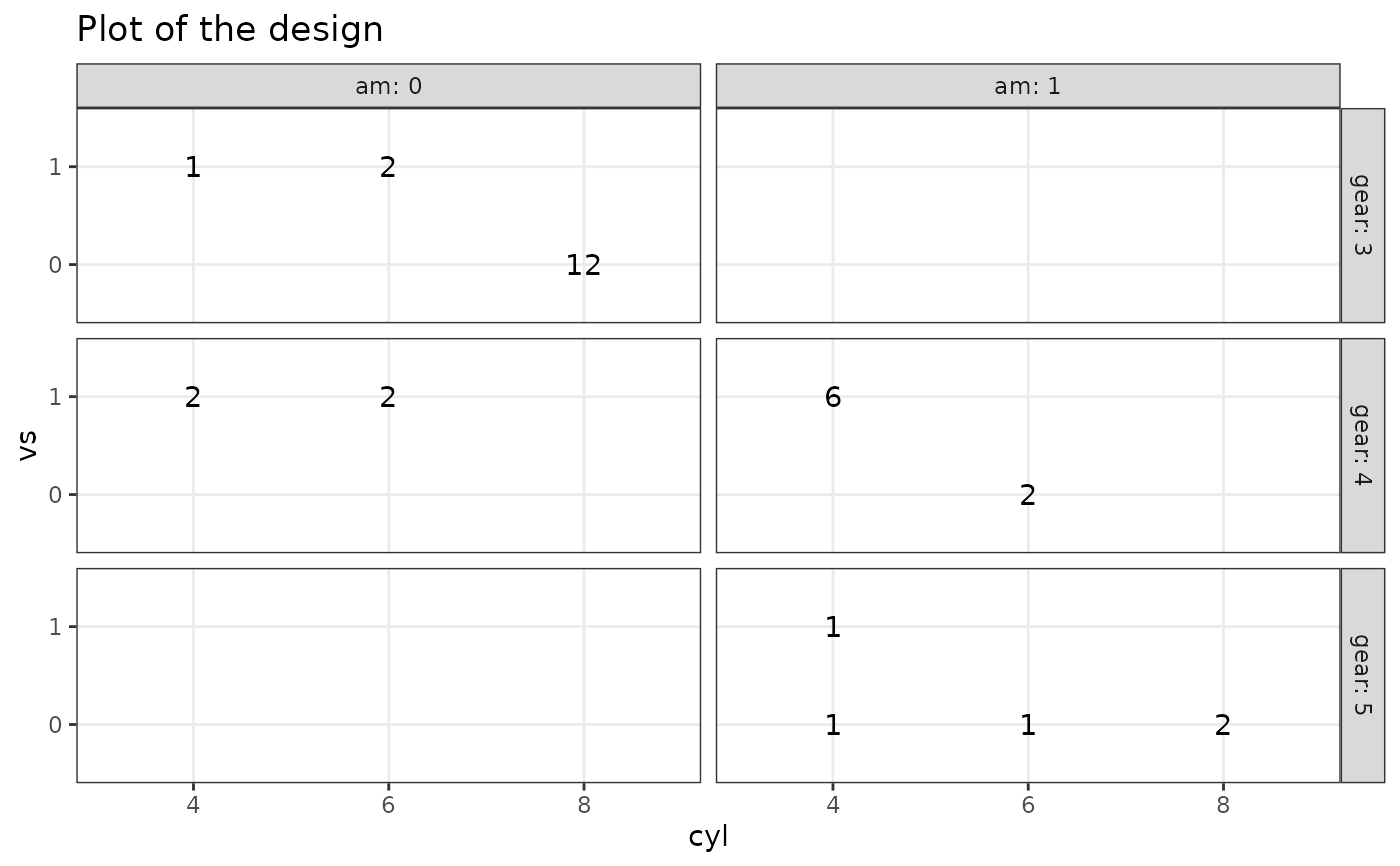 Plot of the design
am: 0 am: 1
1 1 2
0 12
gear: 3
1 2 2 6
0 2
gear: 4
vs
1 1
0 1 1 2
gear: 5
4 6 8 4 6 8
cyl